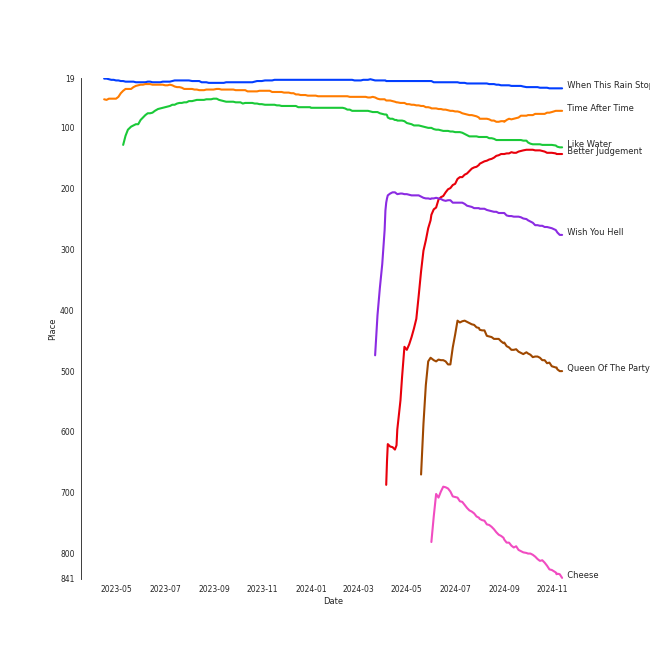 19
100
200
300
400
500
600
700
800
841
Place
When This Rain Stop
Time After Time
Like Water
Better Judgement
Wish You Hell
Queen Of The Party
Cheese
2023-05 2023-07 2023-09 2023-11 2024-01 2024-03 2024-05 2024-07 2024-09 2024-11
Date